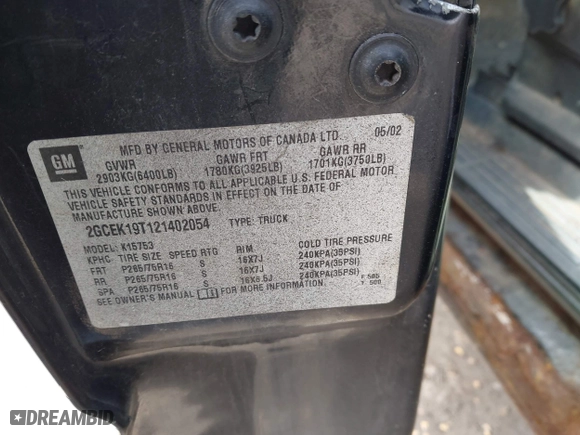 GM
MFD BY GENERAL MOTORS OF CANADA LTD 05/02
GVWR GAWR FRT GAWR RR
2903KG(6400LB) 1780KG(3925LB) 1701KG(3750LB)
THIS VEHICLE CONFORMS TO ALL APPLICABLE U.S. FEDERAL MOTOR
VEHICLE SAFETY STANDARDS IN EFFECT ON THE DATE OF
MANUFACTURE SHOWN ABOVE.
2GCEK19T121402054 TYPE: TRUCK
MODEL: K15753
KPHC TIRE SIZE SPEED RTG RIM COLD TIRE PRESSURE
FRT P265/75R16 S 16X7J 240KPA(35PSI)
RR P265/75R16 S 16X7J 240KPA(35PSI)
SPA P265/75R16 S 16X6.5J 240KPA(35PSI)
SEE OWNER'S MANUAL FOR MORE INFORMATION.
F 505
T 500
DREAMBID